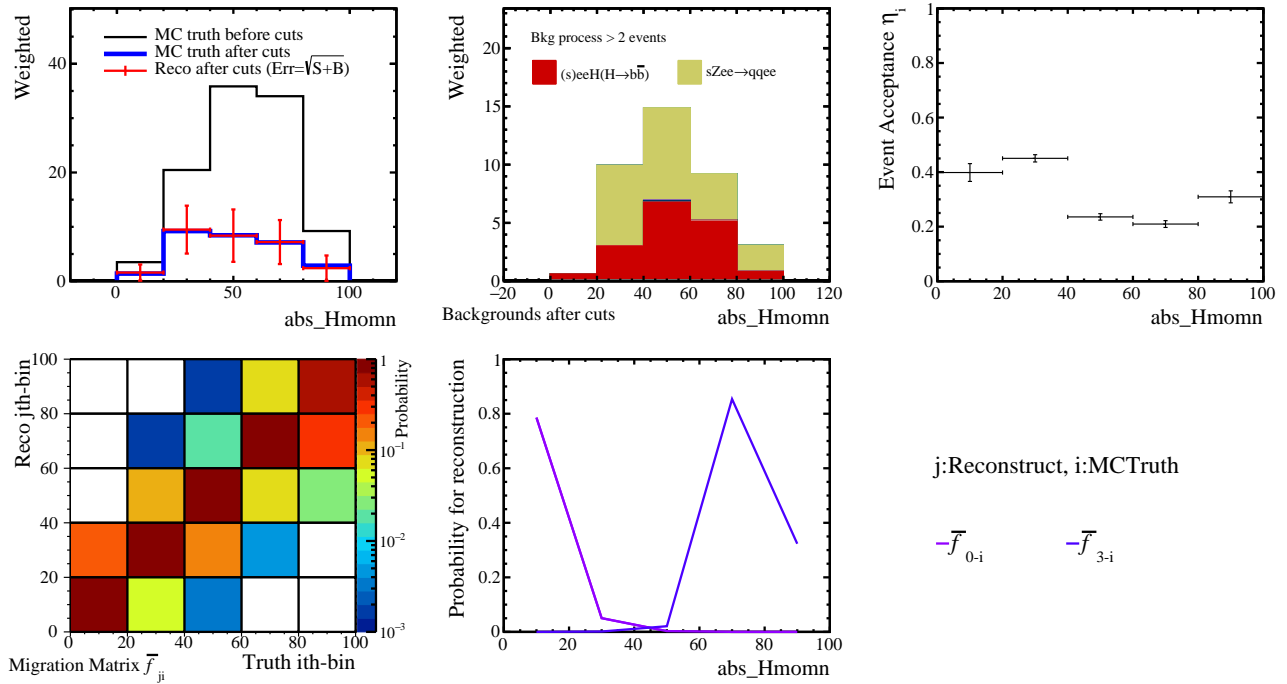 MC truth before cuts
MC truth after cuts
Reco after cuts (Err=√S+B)
Weighted
40
20
0
0
50
100
abs_Hmomn
Bkg process > 2 events
(s)eeH(H→bb̅)
sZee→qqee
Weighted
20
15
10
5
0
−20
0
20
40
60
80
100
120
Backgrounds after cuts
abs_Hmomn
Event Acceptance η_i
1
0.8
0.6
0.4
0.2
0
0
20
40
60
80
100
abs_Hmomn
Reco jth-bin
100
80
60
40
20
0
0
20
40
60
80
100
Migration Matrix f̅_ji
Truth ith-bin
1
10⁻¹
10⁻²
10⁻³
Probability
Probability for reconstruction
1
0.8
0.6
0.4
0.2
0
0
20
40
60
80
100
abs_Hmomn
j:Reconstruct, i:MCTruth
f̅_0-i
f̅_3-i